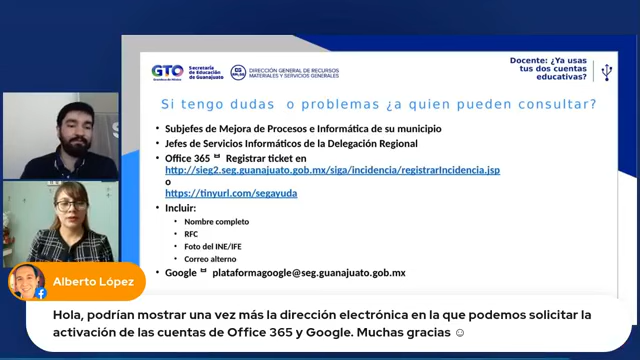 GTO
Secretaría
de Educación
de Guanajuato
DIRECCIÓN GENERAL DE RECURSOS
MATERIALES Y SERVICIOS GENERALES
Docente: ¿Ya usas
tus dos cuentas
educativas?
Si tengo dudas o problemas ¿a quien pueden consultar?
• Subjefes de Mejora de Procesos e Informática de su municipio
• Jefes de Servicios Informáticos de la Delegación Regional
• Office 365 Registrar ticket en
http://sieg2.seg.guanajuato.gob.mx/siga/incidencia/registrarIncidencia.jsp
o
https://tinyurl.com/segayuda
• Incluir:
• Nombre completo
• RFC
• Foto del INE/IFE
• Correo alterno
• Google plataformagoogle@seg.guanajuato.gob.mx
Alberto López
Hola, podrían mostrar una vez más la dirección electrónica en la que podemos solicitar la
activación de las cuentas de Office 365 y Google. Muchas gracias ☺